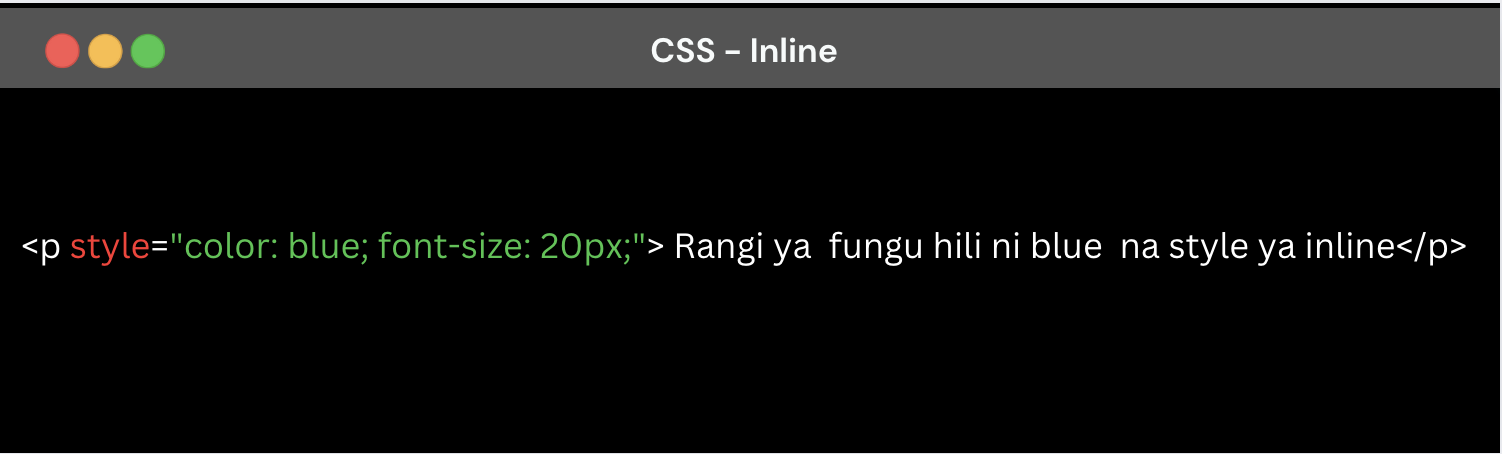 CSS – Inline
<p style="color: blue; font-size: 20px;"> Rangi ya  fungu hili ni blue  na style ya inline</p>